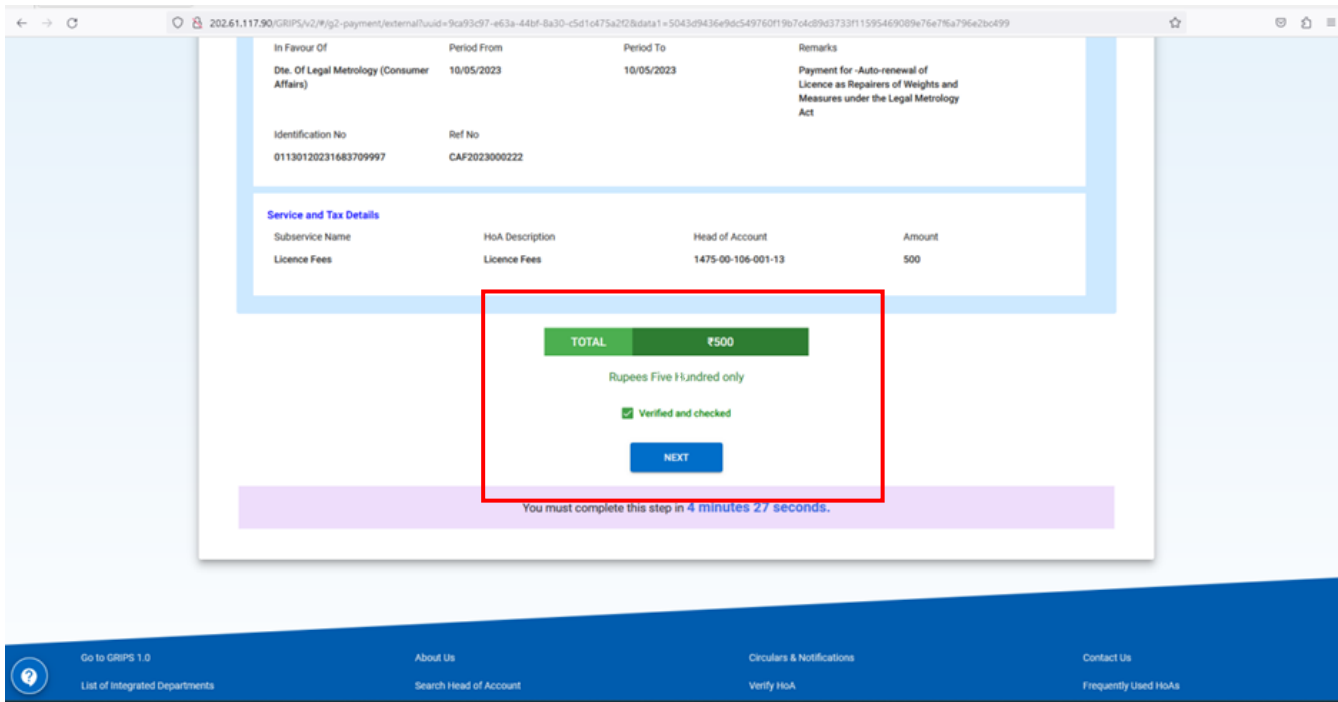 202.61.117.90/GRIPS/v2/#/g2-payment/external?uuid=9ca93c97-e63a-44bf-8a30-c5d1c475a2f2&data1=5043d9436e9dc549760f19b7c4d89d3733f11595469089e76e7f6a796e2bc499
In Favour Of Period From Period To Remarks
Dte. Of Legal Metrology (Consumer 10/05/2023 10/05/2023 Payment for -Auto-renewal of
Affairs) Licence as Repairers of Weights and
Measures under the Legal Metrology
Act
Identification No Ref No
01130120231683709997 CAF2023000222
Service and Tax Details
Subservice Name HoA Description Head of Account Amount
Licence Fees Licence Fees 1475-00-106-001-13 500
TOTAL ₹500
Rupees Five Hundred only
Verified and checked
NEXT
You must complete this step in 4 minutes 27 seconds.
Go to GRIPS 1.0 About Us Circulars & Notifications Contact Us
List of Integrated Departments Search Head of Account Verify HoA Frequently Used HoAs